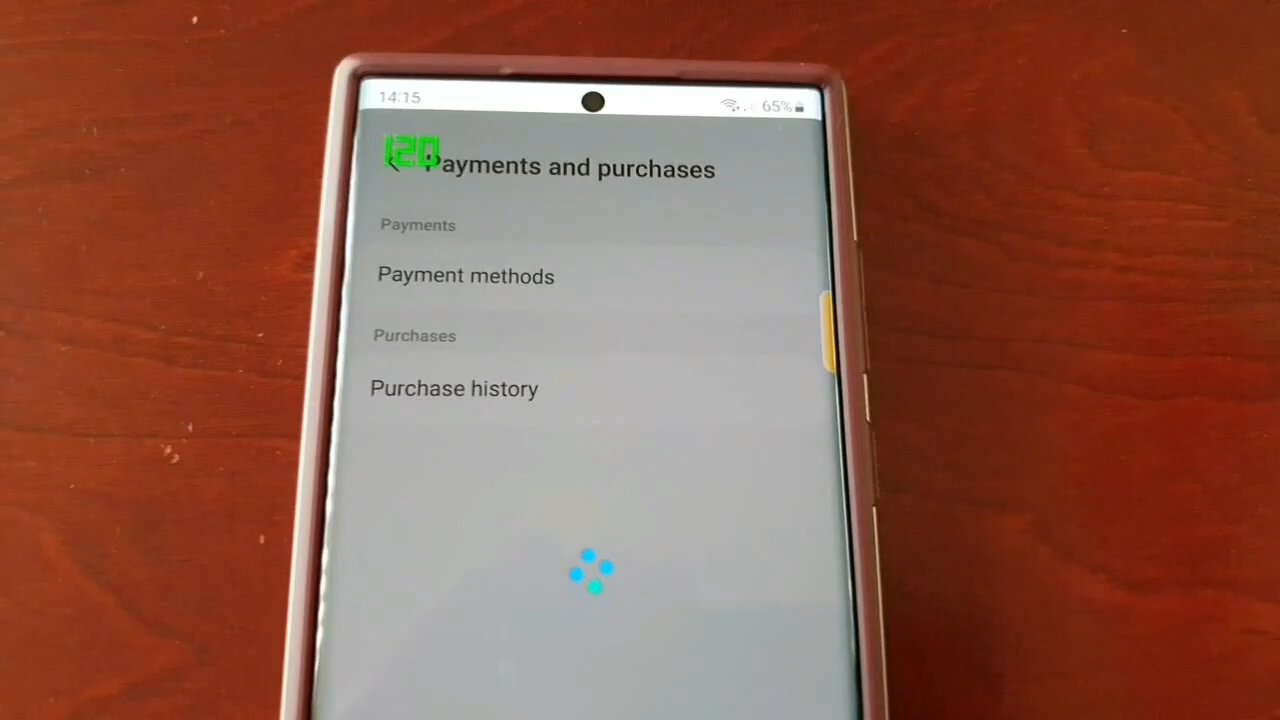 14:15
65%
120
Payments and purchases
Payments
Payment methods
Purchases
Purchase history